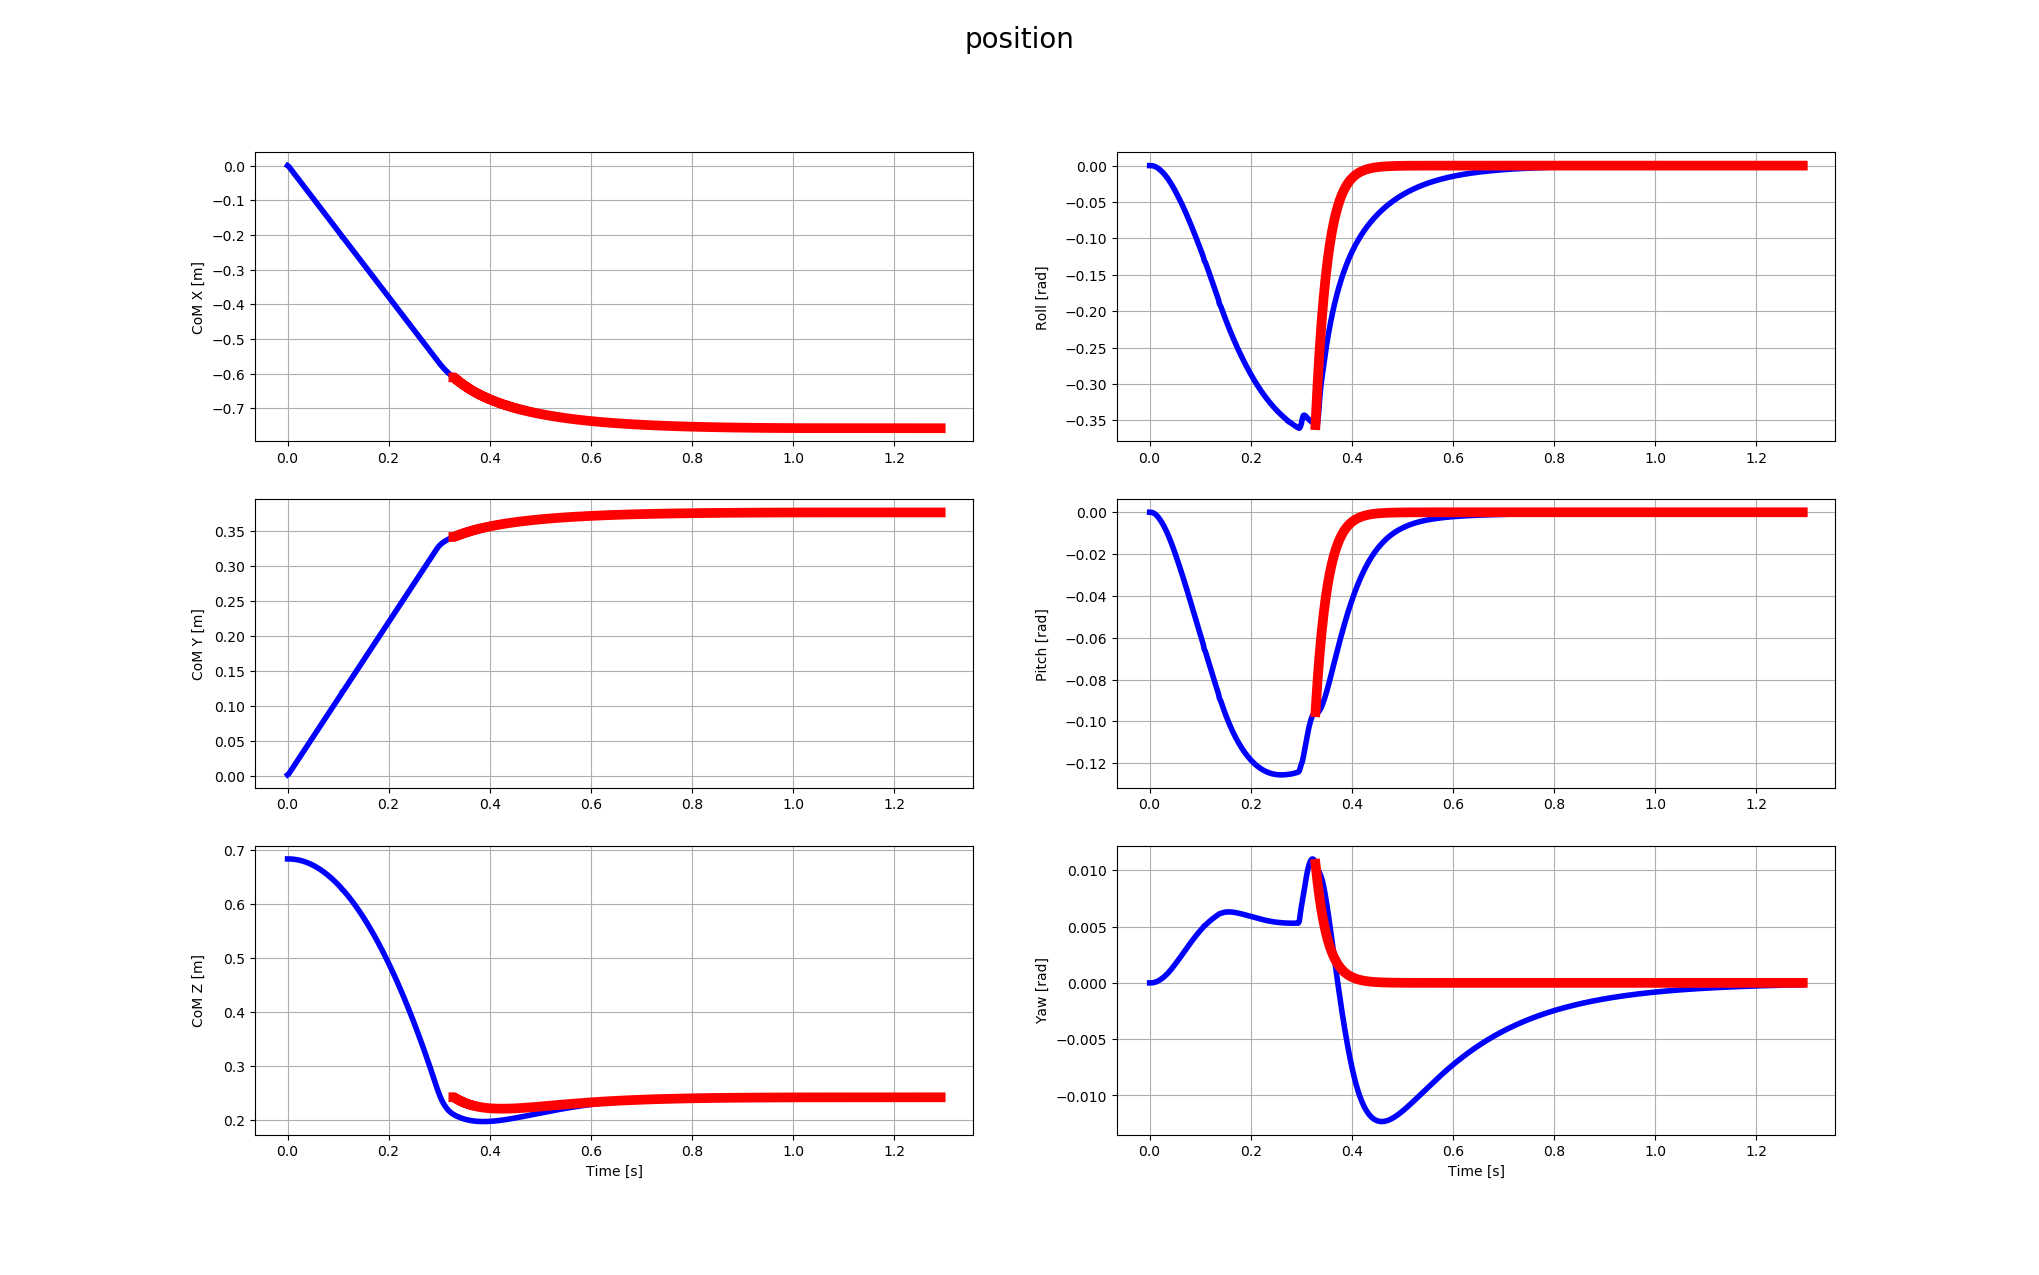 position
0.0
−0.1
−0.2
−0.3
−0.4
−0.5
−0.6
−0.7
CoM X [m]
0.0 0.2 0.4 0.6 0.8 1.0 1.2
0.00
−0.05
−0.10
−0.15
−0.20
−0.25
−0.30
−0.35
Roll [rad]
0.0 0.2 0.4 0.6 0.8 1.0 1.2
0.35
0.30
0.25
0.20
0.15
0.10
0.05
0.00
CoM Y [m]
0.0 0.2 0.4 0.6 0.8 1.0 1.2
0.00
−0.02
−0.04
−0.06
−0.08
−0.10
−0.12
Pitch [rad]
0.0 0.2 0.4 0.6 0.8 1.0 1.2
0.7
0.6
0.5
0.4
0.3
0.2
CoM Z [m]
0.0 0.2 0.4 0.6 0.8 1.0 1.2
Time [s]
0.010
0.005
0.000
−0.005
−0.010
Yaw [rad]
0.0 0.2 0.4 0.6 0.8 1.0 1.2
Time [s]